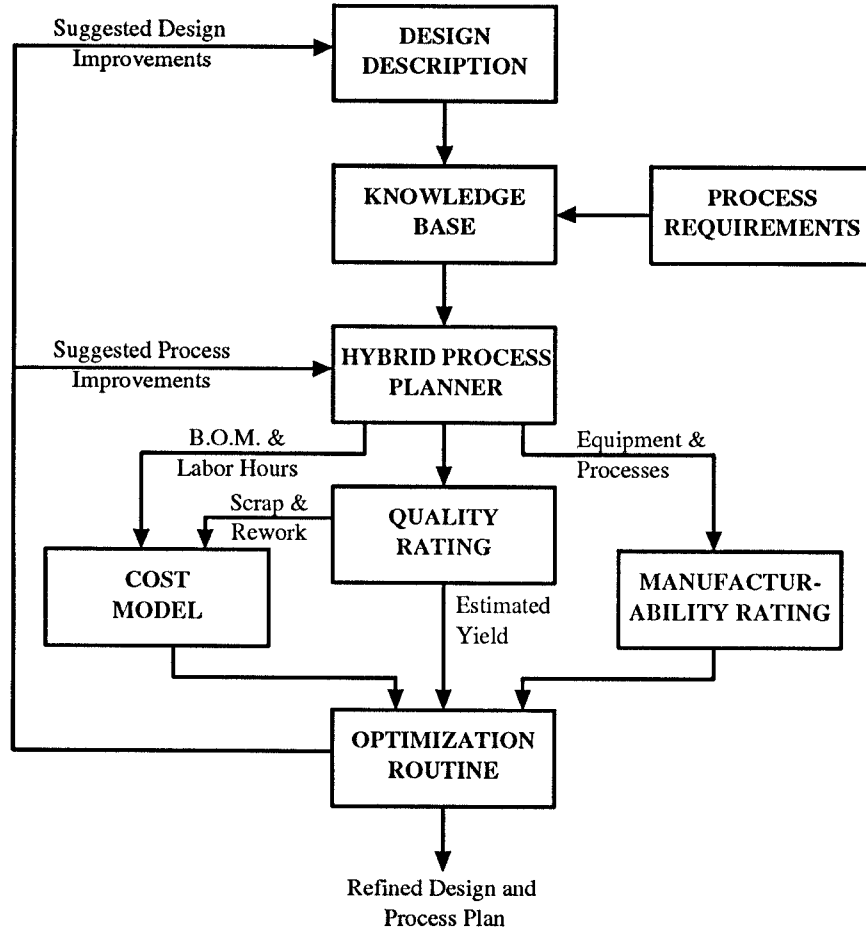 Suggested Design
Improvements
DESIGN
DESCRIPTION
KNOWLEDGE
BASE
PROCESS
REQUIREMENTS
Suggested Process
Improvements
HYBRID PROCESS
PLANNER
B.O.M. &
Labor Hours
Equipment &
Processes
Scrap &
Rework
QUALITY
RATING
COST
MODEL
Estimated
Yield
MANUFACTUR-
ABILITY RATING
OPTIMIZATION
ROUTINE
Refined Design and
Process Plan